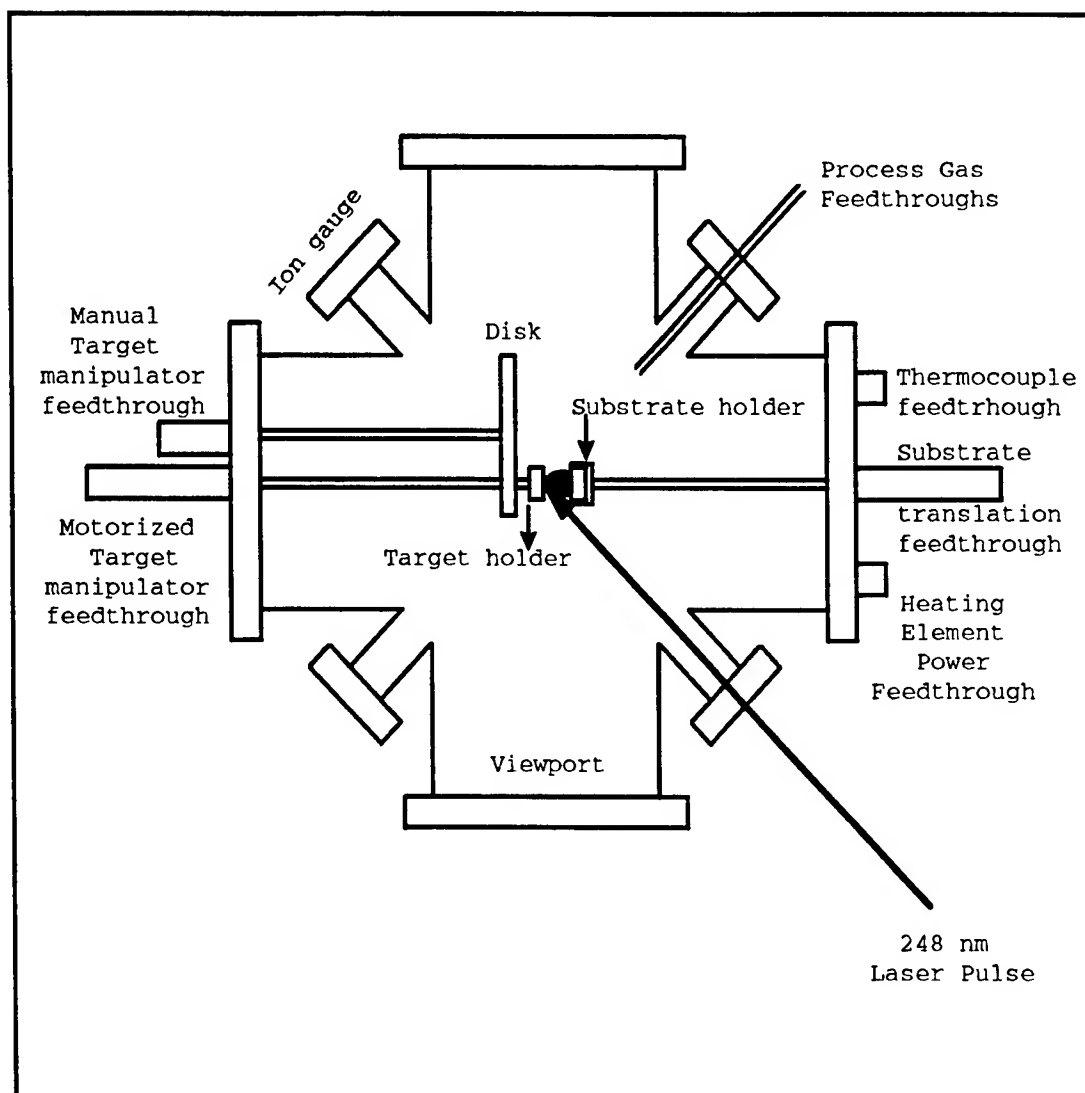 Process Gas
Feedthroughs
Ion gauge
Manual
Target
manipulator
feedthrough
Disk
Substrate holder
Thermocouple
feedtrhough
Substrate
translation
feedthrough
Motorized
Target
manipulator
feedthrough
Target holder
Heating
Element
Power
Feedthrough
Viewport
248 nm
Laser Pulse